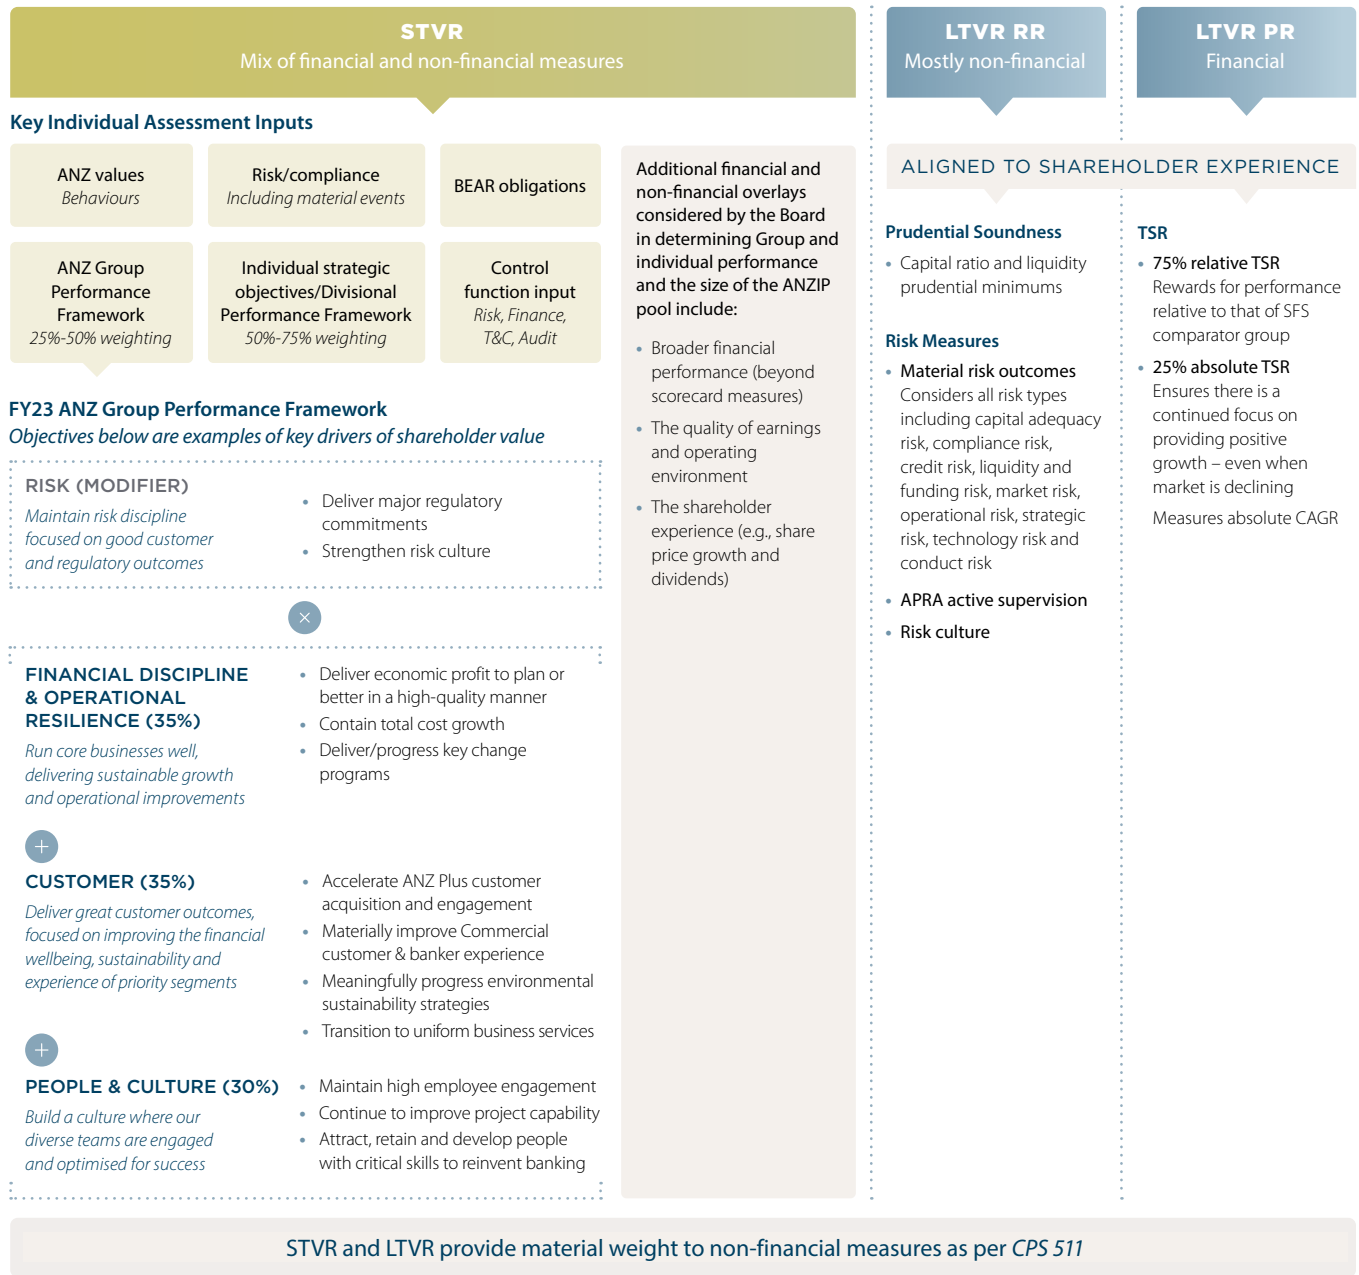 STVR
Mix of financial and non-financial measures
Key Individual Assessment Inputs
ANZ values
Behaviours
Risk/compliance
Including material events
BEAR obligations
ANZ Group
Performance
Framework
25%-50% weighting
Individual strategic
objectives/Divisional
Performance Framework
50%-75% weighting
Control
function input
Risk, Finance,
T&C, Audit
FY23 ANZ Group Performance Framework
Objectives below are examples of key drivers of shareholder value
RISK (MODIFIER)
Maintain risk discipline
focused on good customer
and regulatory outcomes
• Deliver major regulatory
commitments
• Strengthen risk culture
×
FINANCIAL DISCIPLINE
& OPERATIONAL
RESILIENCE (35%)
Run core businesses well,
delivering sustainable growth
and operational improvements
• Deliver economic profit to plan or
better in a high-quality manner
• Contain total cost growth
• Deliver/progress key change
programs
+
CUSTOMER (35%)
Deliver great customer outcomes,
focused on improving the financial
wellbeing, sustainability and
experience of priority segments
• Accelerate ANZ Plus customer
acquisition and engagement
• Materially improve Commercial
customer & banker experience
• Meaningfully progress environmental
sustainability strategies
• Transition to uniform business services
+
PEOPLE & CULTURE (30%)
Build a culture where our
diverse teams are engaged
and optimised for success
• Maintain high employee engagement
• Continue to improve project capability
• Attract, retain and develop people
with critical skills to reinvent banking
Additional financial and
non-financial overlays
considered by the Board
in determining Group and
individual performance
and the size of the ANZIP
pool include:
• Broader financial
performance (beyond
scorecard measures)
• The quality of earnings
and operating
environment
• The shareholder
experience (e.g., share
price growth and
dividends)
LTVR RR
Mostly non-financial
LTVR PR
Financial
ALIGNED TO SHAREHOLDER EXPERIENCE
Prudential Soundness
• Capital ratio and liquidity
prudential minimums
Risk Measures
• Material risk outcomes
Considers all risk types
including capital adequacy
risk, compliance risk,
credit risk, liquidity and
funding risk, market risk,
operational risk, strategic
risk, technology risk and
conduct risk
• APRA active supervision
• Risk culture
TSR
• 75% relative TSR
Rewards for performance
relative to that of SFS
comparator group
• 25% absolute TSR
Ensures there is a
continued focus on
providing positive
growth – even when
market is declining
Measures absolute CAGR
STVR and LTVR provide material weight to non-financial measures as per CPS 511